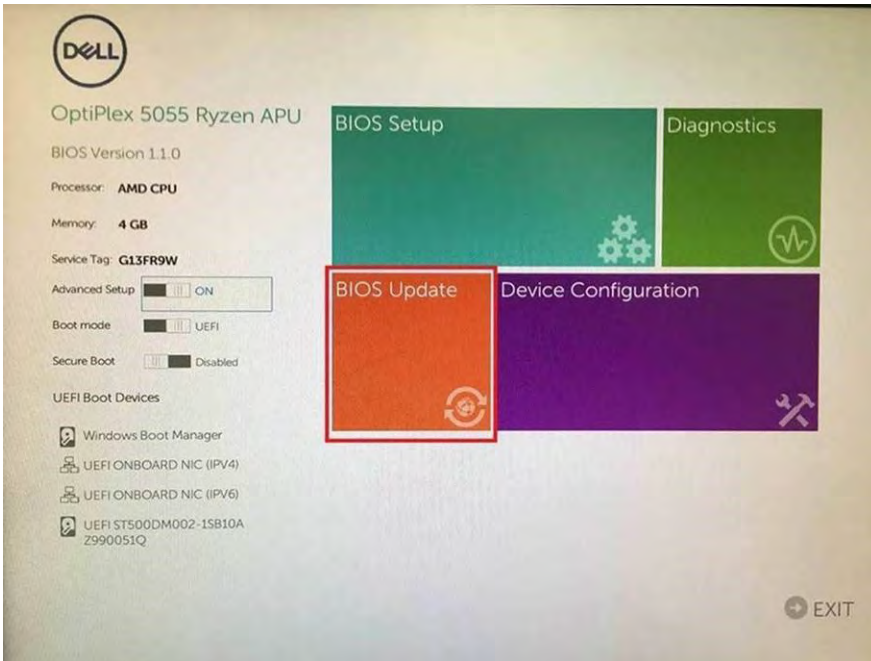 DELL
OptiPlex 5055 Ryzen APU
BIOS Version 1.1.0
Processor: AMD CPU
Memory: 4 GB
Service Tag: G13FR9W
Advanced Setup ON
Boot mode UEFI
Secure Boot Disabled
UEFI Boot Devices
Windows Boot Manager
UEFI ONBOARD NIC (IPV4)
UEFI ONBOARD NIC (IPV6)
UEFI ST500DM002-1SB10A
Z990051Q
BIOS Setup
Diagnostics
BIOS Update
Device Configuration
EXIT